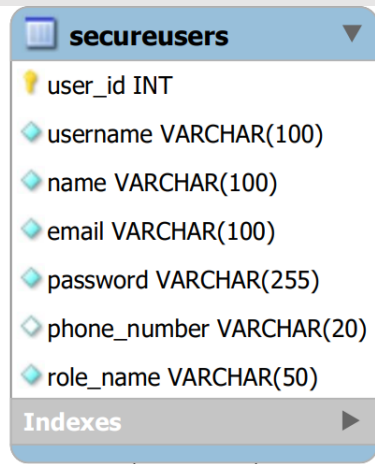 secureusers
user_id INT
username VARCHAR(100)
name VARCHAR(100)
email VARCHAR(100)
password VARCHAR(255)
phone_number VARCHAR(20)
role_name VARCHAR(50)
Indexes